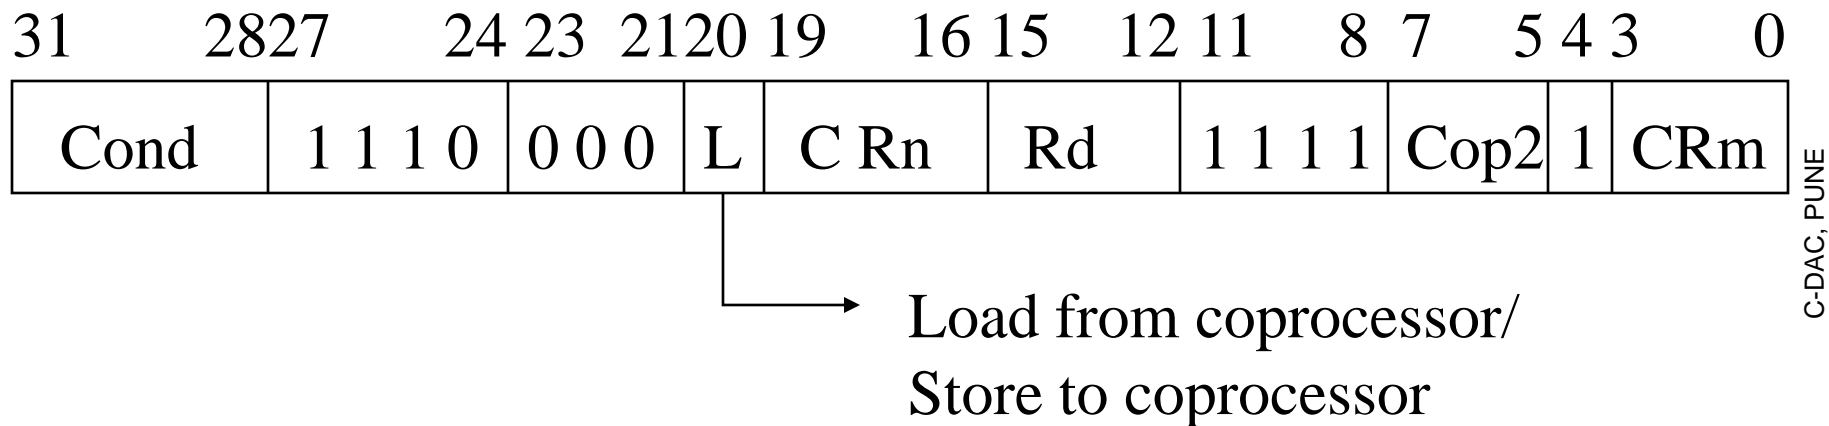 31 2827 24 23 2120 19 16 15 12 11 8 7 5 4 3 0
Cond 1 1 1 0 0 0 0 L C Rn Rd 1 1 1 1 Cop2 1 CRm
Load from coprocessor/
Store to coprocessor
C-DAC, PUNE